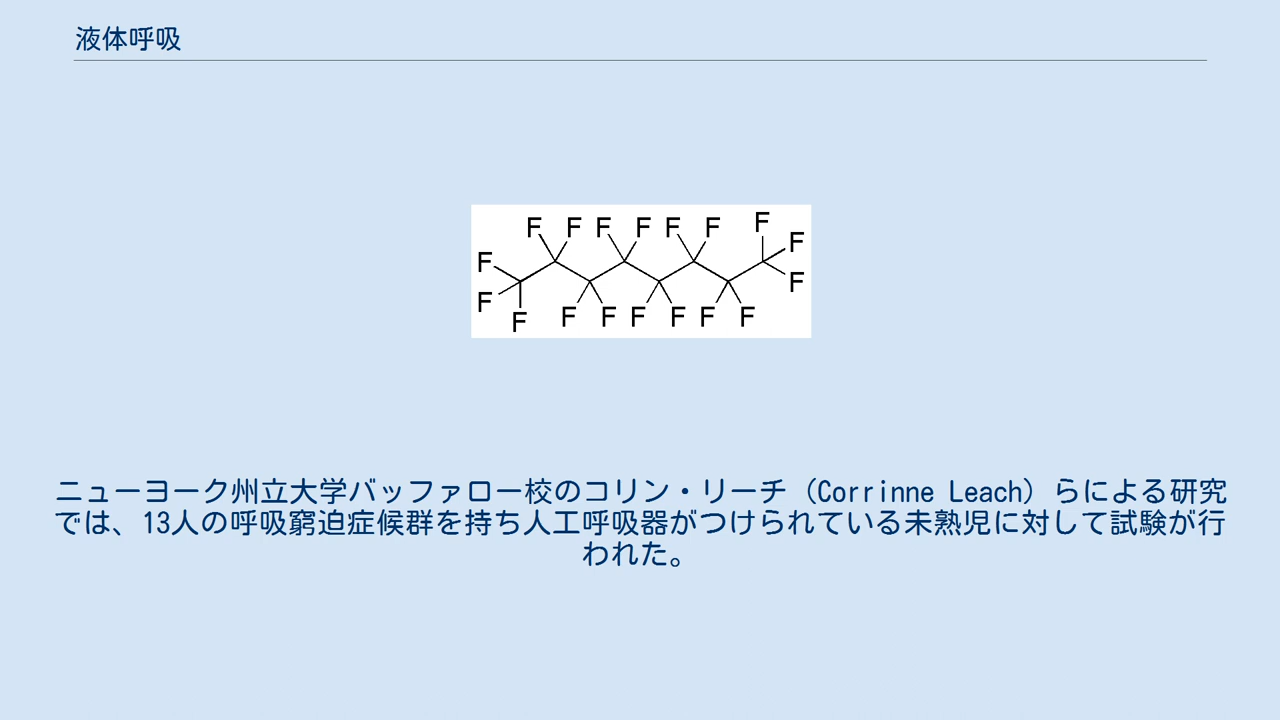 液体呼吸
F F F F F F F
F F
F F
F F F F F F F
ニューヨーク州立大学バッファロー校のコリン・リーチ（Corrinne Leach）らによる研究
では、13人の呼吸窮迫症候群を持ち人工呼吸器がつけられている未熟児に対して試験が行
われた。